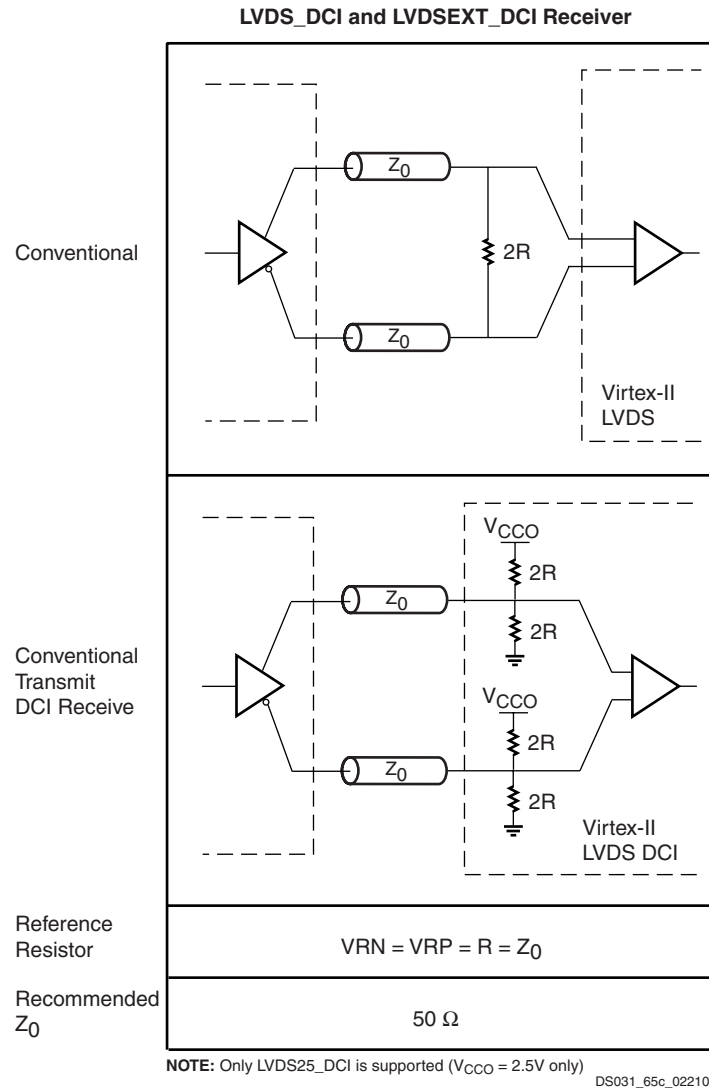 LVDS_DCI and LVDSEXT_DCI Receiver
Conventional
Z0
2R
Z0
Virtex-II
LVDS
Conventional
Transmit
DCI Receive
VCCO
2R
Z0
2R
VCCO
2R
Z0
2R
Virtex-II
LVDS DCI
Reference
Resistor
VRN = VRP = R = Z0
Recommended
Z0
50 Ω
NOTE: Only LVDS25_DCI is supported (VCCO = 2.5V only)
DS031_65c_02210